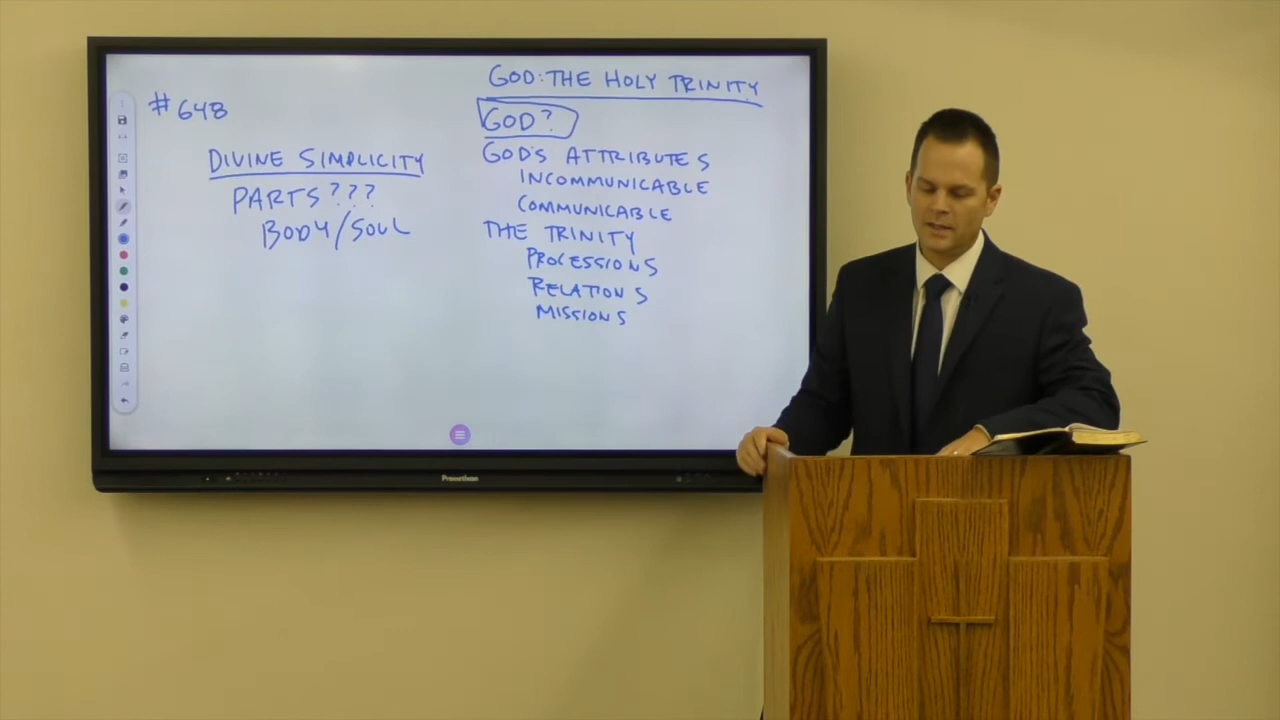 #648
DIVINE SIMPLICITY
PARTS???
BODY/SOUL
GOD: THE HOLY TRINITY
GOD?
GOD'S ATTRIBUTES
INCOMMUNICABLE
COMMUNICABLE
THE TRINITY
PROCESSIONS
RELATIONS
MISSIONS
Promethean